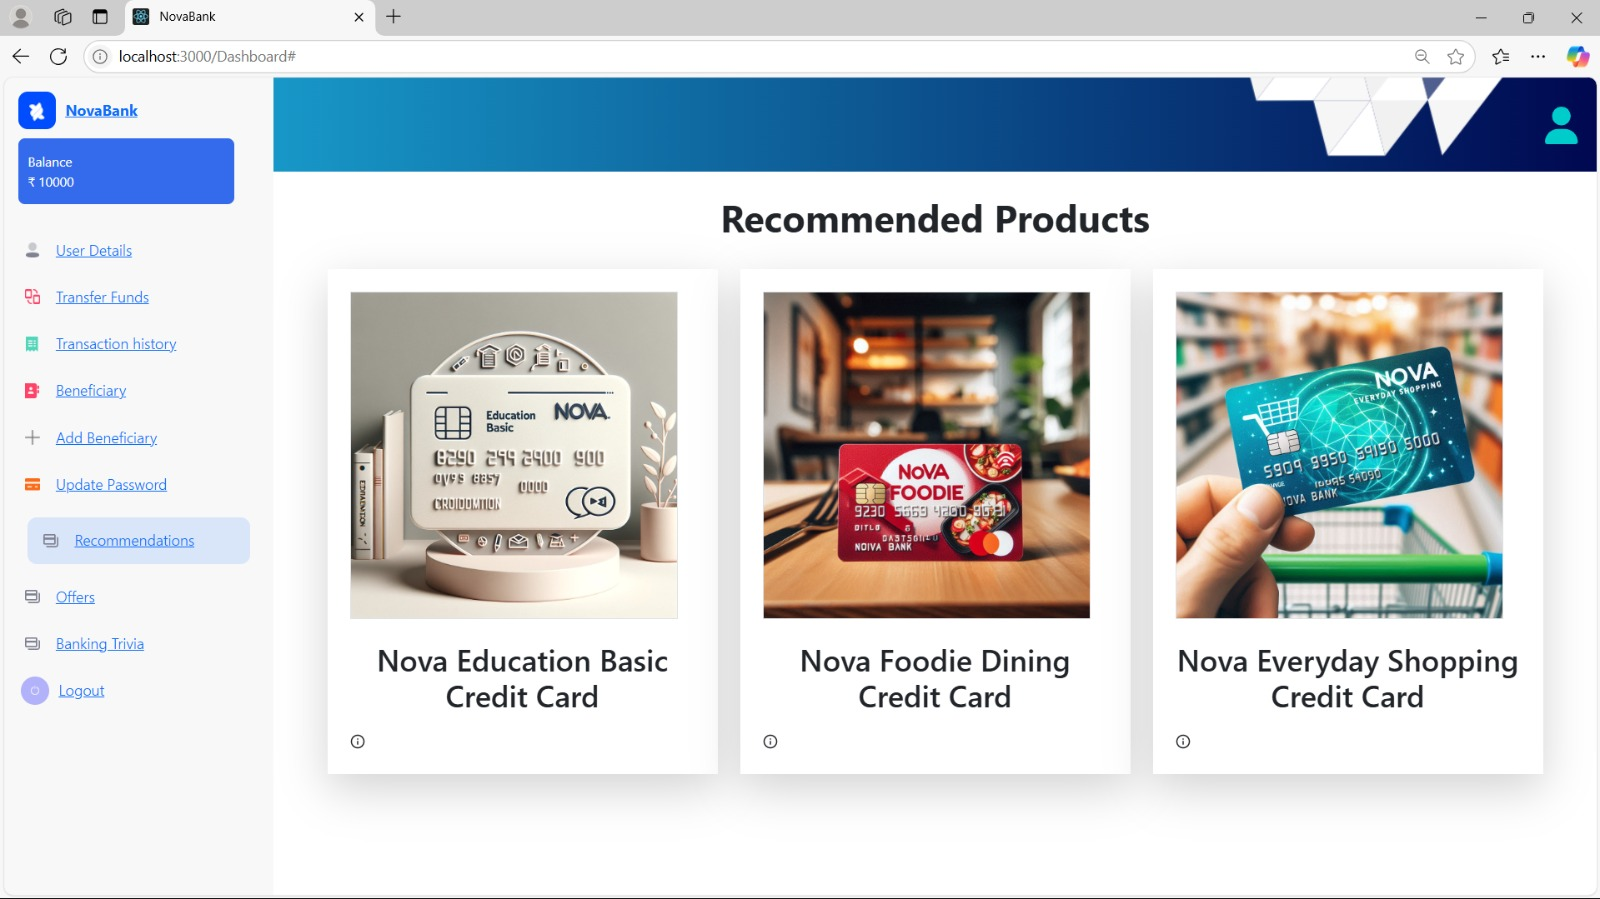 NovaBank
localhost:3000/Dashboard#
NovaBank
Balance
₹ 10000
User Details
Transfer Funds
Transaction history
Beneficiary
Add Beneficiary
Update Password
Recommendations
Offers
Banking Trivia
Logout
Recommended Products
Education
Basic
NOVA
NOVA
FOODIE
NOIVA BANK
NOVA
EVERYDAY SHOPPING
Nova Education Basic
Credit Card
Nova Foodie Dining
Credit Card
Nova Everyday Shopping
Credit Card